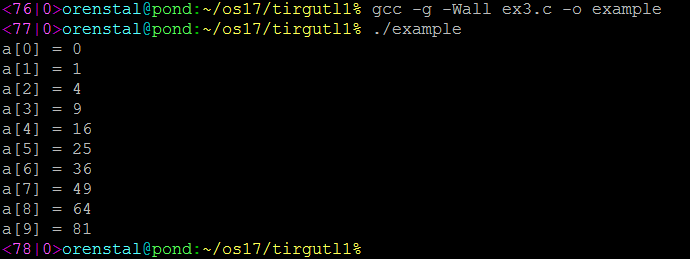 <76|0>orenstal@pond:~/os17/tirgutl1% gcc -g -Wall ex3.c -o example
<77|0>orenstal@pond:~/os17/tirgutl1% ./example
a[0] = 0
a[1] = 1
a[2] = 4
a[3] = 9
a[4] = 16
a[5] = 25
a[6] = 36
a[7] = 49
a[8] = 64
a[9] = 81
<78|0>orenstal@pond:~/os17/tirgutl1%